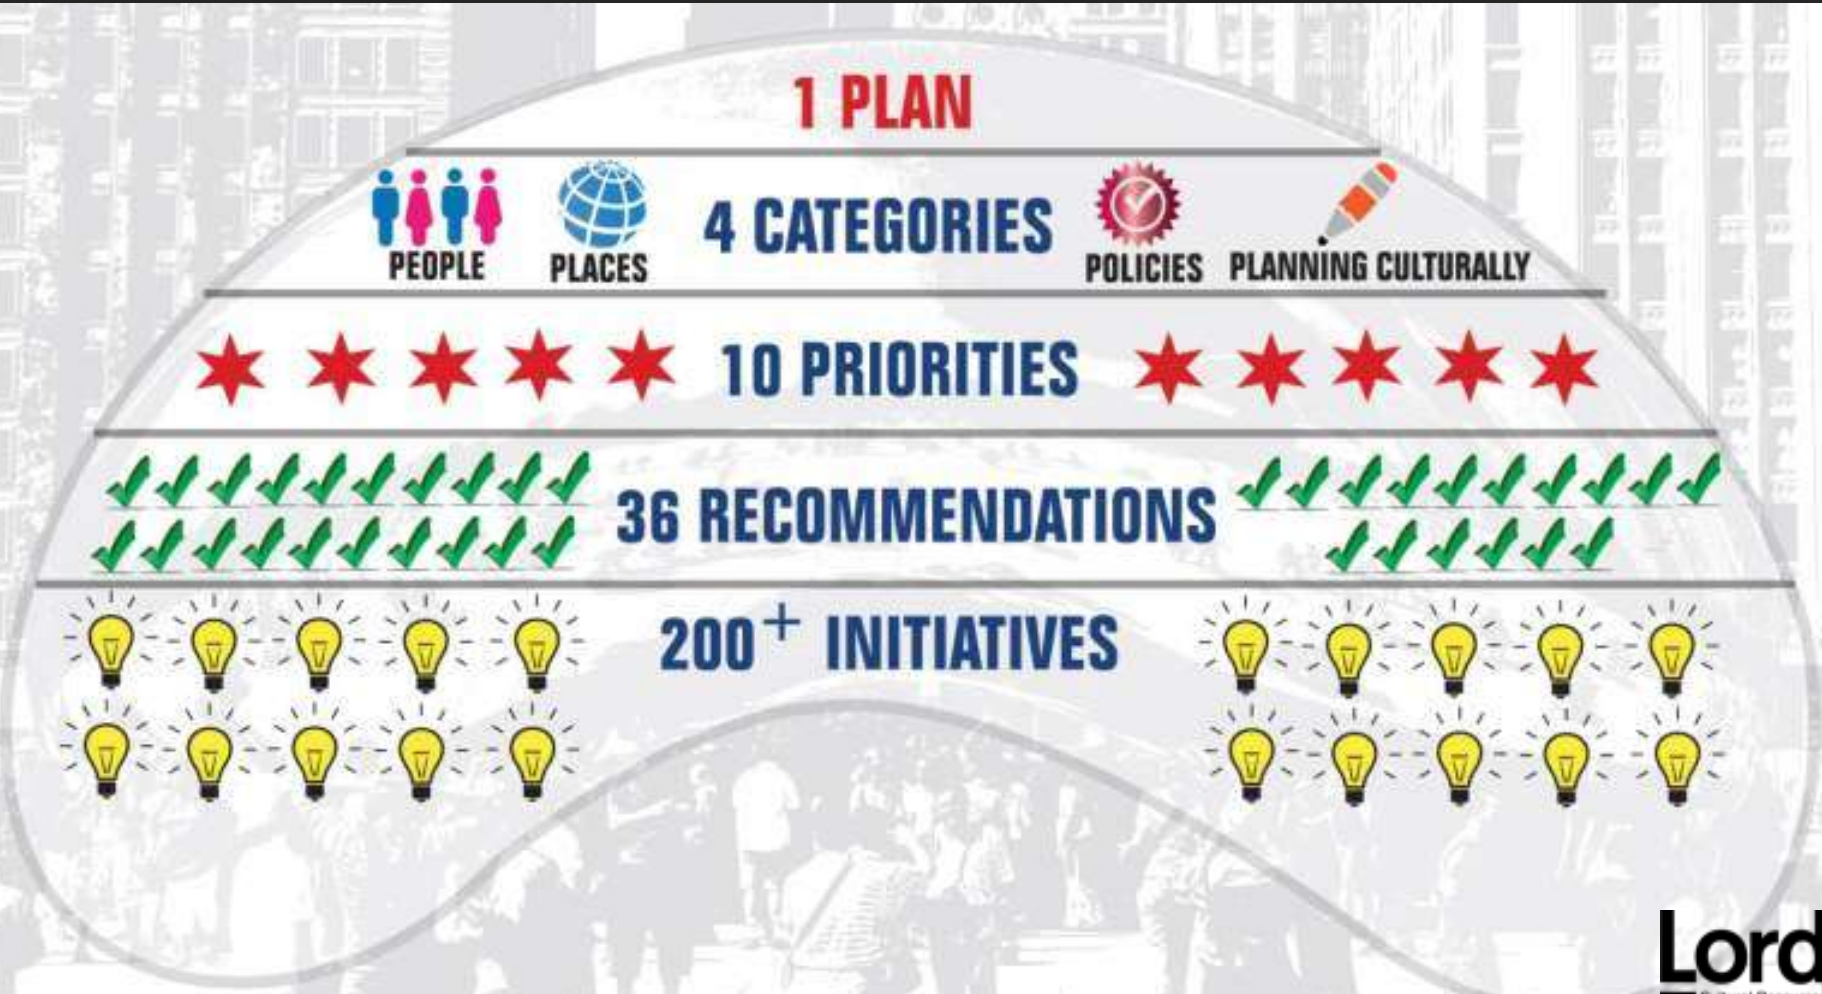 1 PLAN
PEOPLE
PLACES
4 CATEGORIES
POLICIES
PLANNING CULTURALLY
10 PRIORITIES
36 RECOMMENDATIONS
200+ INITIATIVES
Lord